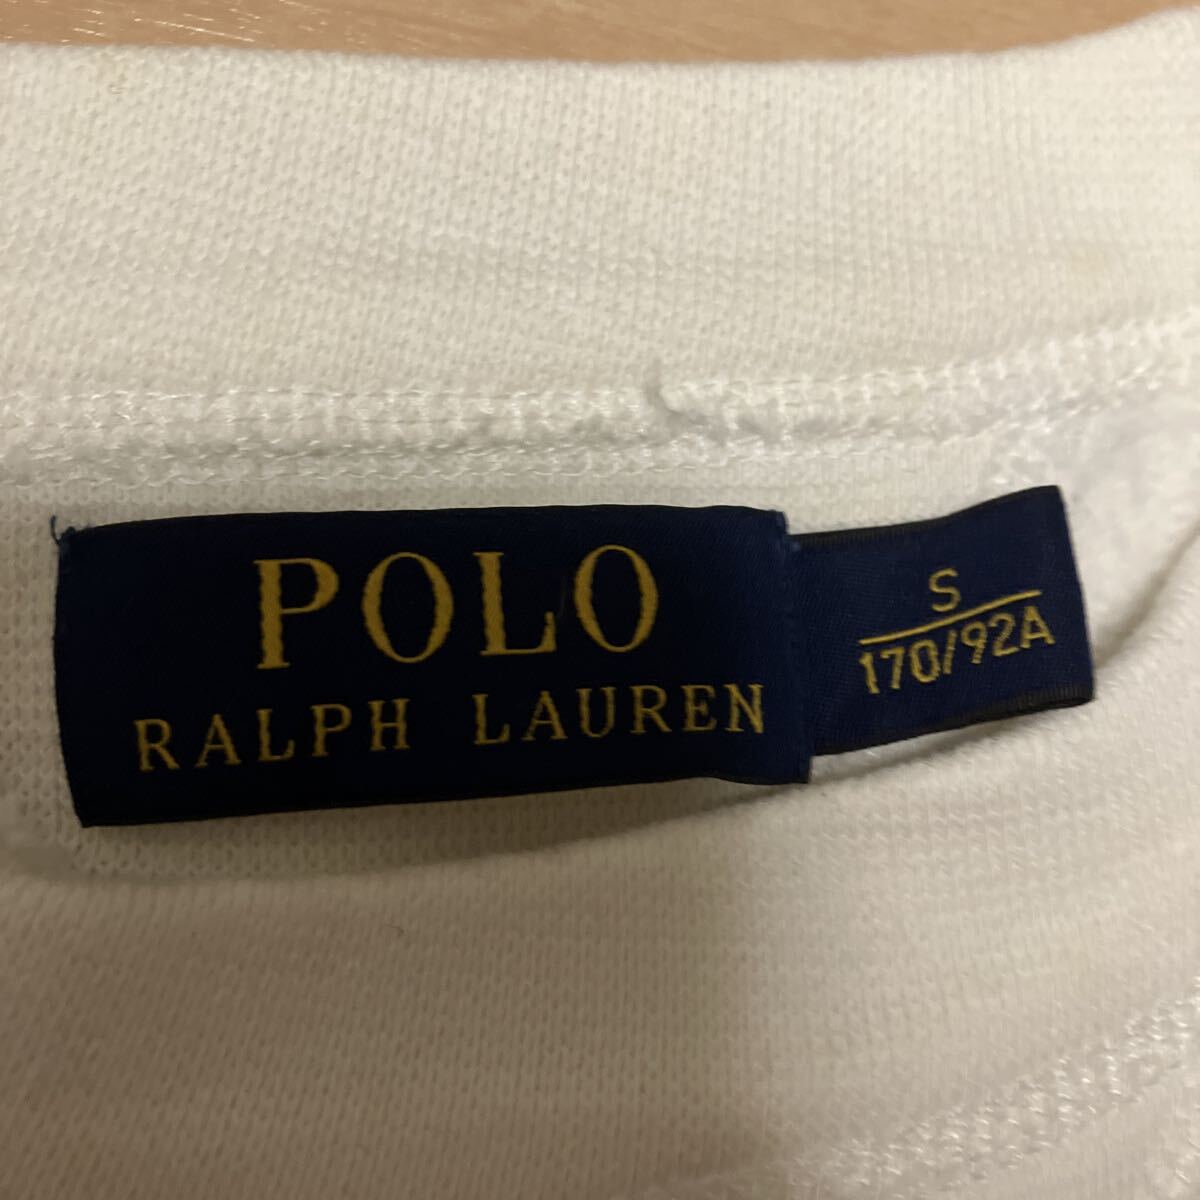 POLO
RALPH LAUREN
S
170/92A